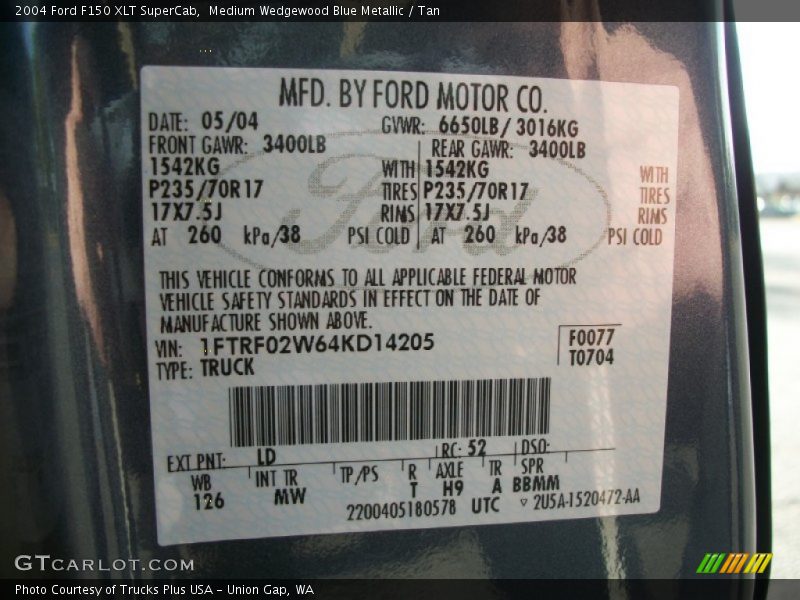 2004 Ford F150 XLT SuperCab, Medium Wedgewood Blue Metallic / Tan
MFD. BY FORD MOTOR CO.
DATE: 05/04 GVWR: 6650LB/ 3016KG
FRONT GAWR: 3400LB REAR GAWR: 3400LB
1542KG WITH 1542KG WITH
P235/70R17 TIRES P235/70R17 TIRES
17X7.5J RIMS 17X7.5J RIMS
AT 260 kPa/38 PSI COLD AT 260 kPa/38 PSI COLD
Ford
THIS VEHICLE CONFORMS TO ALL APPLICABLE FEDERAL MOTOR
VEHICLE SAFETY STANDARDS IN EFFECT ON THE DATE OF
MANUFACTURE SHOWN ABOVE.
VIN: 1FTRF02W64KD14205 F0077
TYPE: TRUCK T0704
EXT PNT: LD RC: 52 DSO:
WB INT TR TP/PS R AXLE TR SPR
126 MW T H9 A BBMM
2200405180578 UTC ▽ 2U5A-1520472-AA
GTCARLOT.COM
Photo Courtesy of Trucks Plus USA – Union Gap, WA